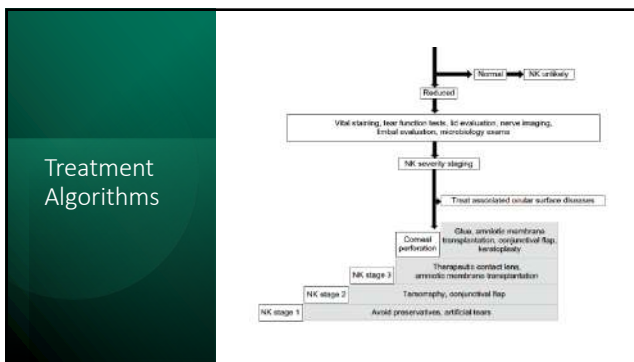 Treatment
Algorithms
Normal
NK unlikely
Reduced
Vital staining, tear function tests, lid evaluation, nerve imaging,
limbal evaluation, microbiology exams
NK severity staging
Treat associated ocular surface diseases
Corneal
perforation
Glue, amniotic membrane
transplantation, conjunctival flap,
keratoplasty
NK stage 3
Therapeutic contact lens,
amniotic membrane transplantation
NK stage 2
Tarsorraphy, conjunctival flap
NK stage 1
Avoid preservatives, artificial tears